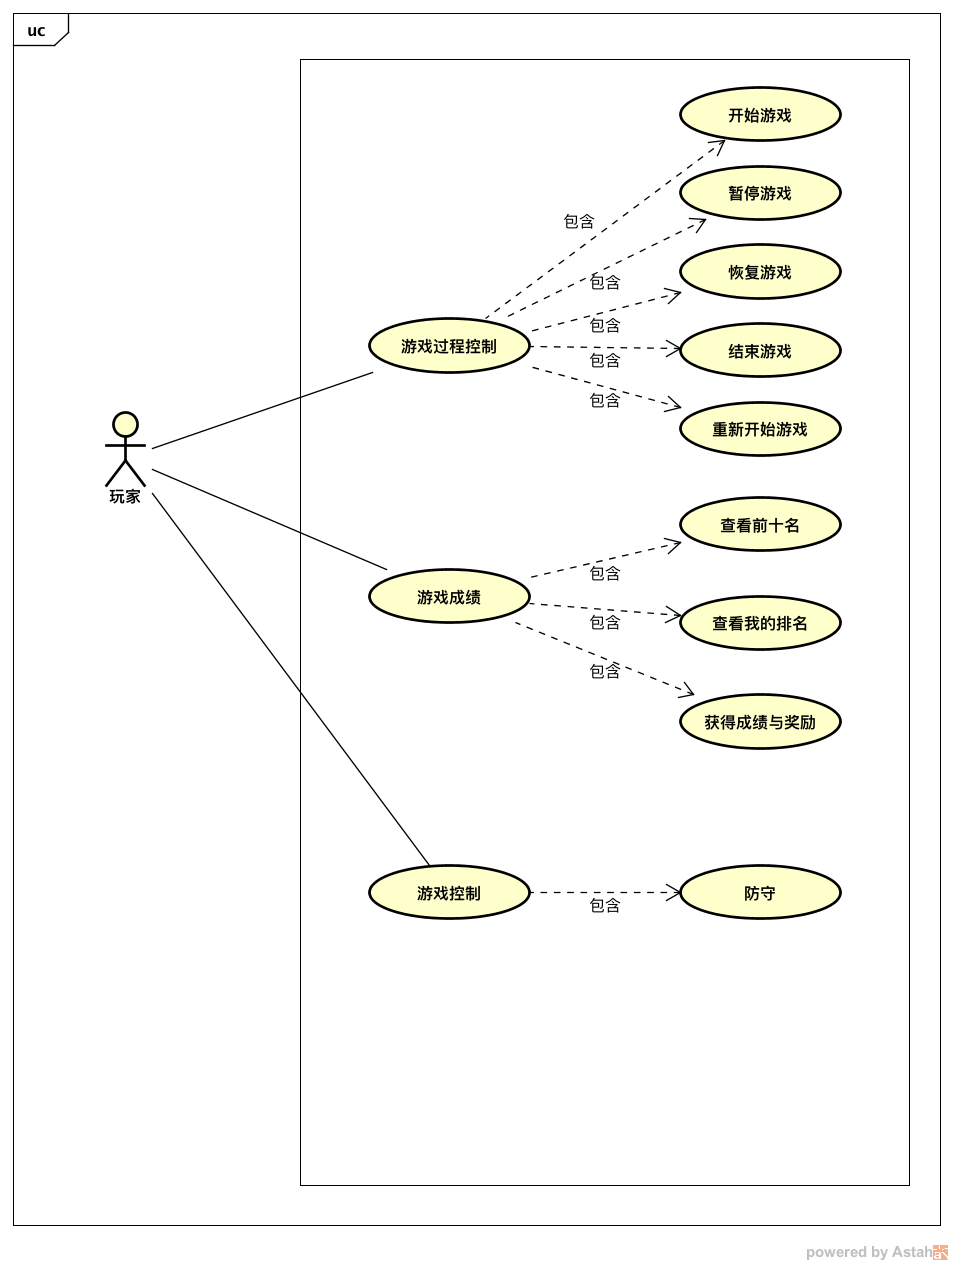 uc
开始游戏
暂停游戏
包含
恢复游戏
包含
包含
游戏过程控制
结束游戏
包含
包含
重新开始游戏
玩家
查看前十名
包含
游戏成绩
包含
查看我的排名
包含
获得成绩与奖励
游戏控制
防守
包含
powered by Astah